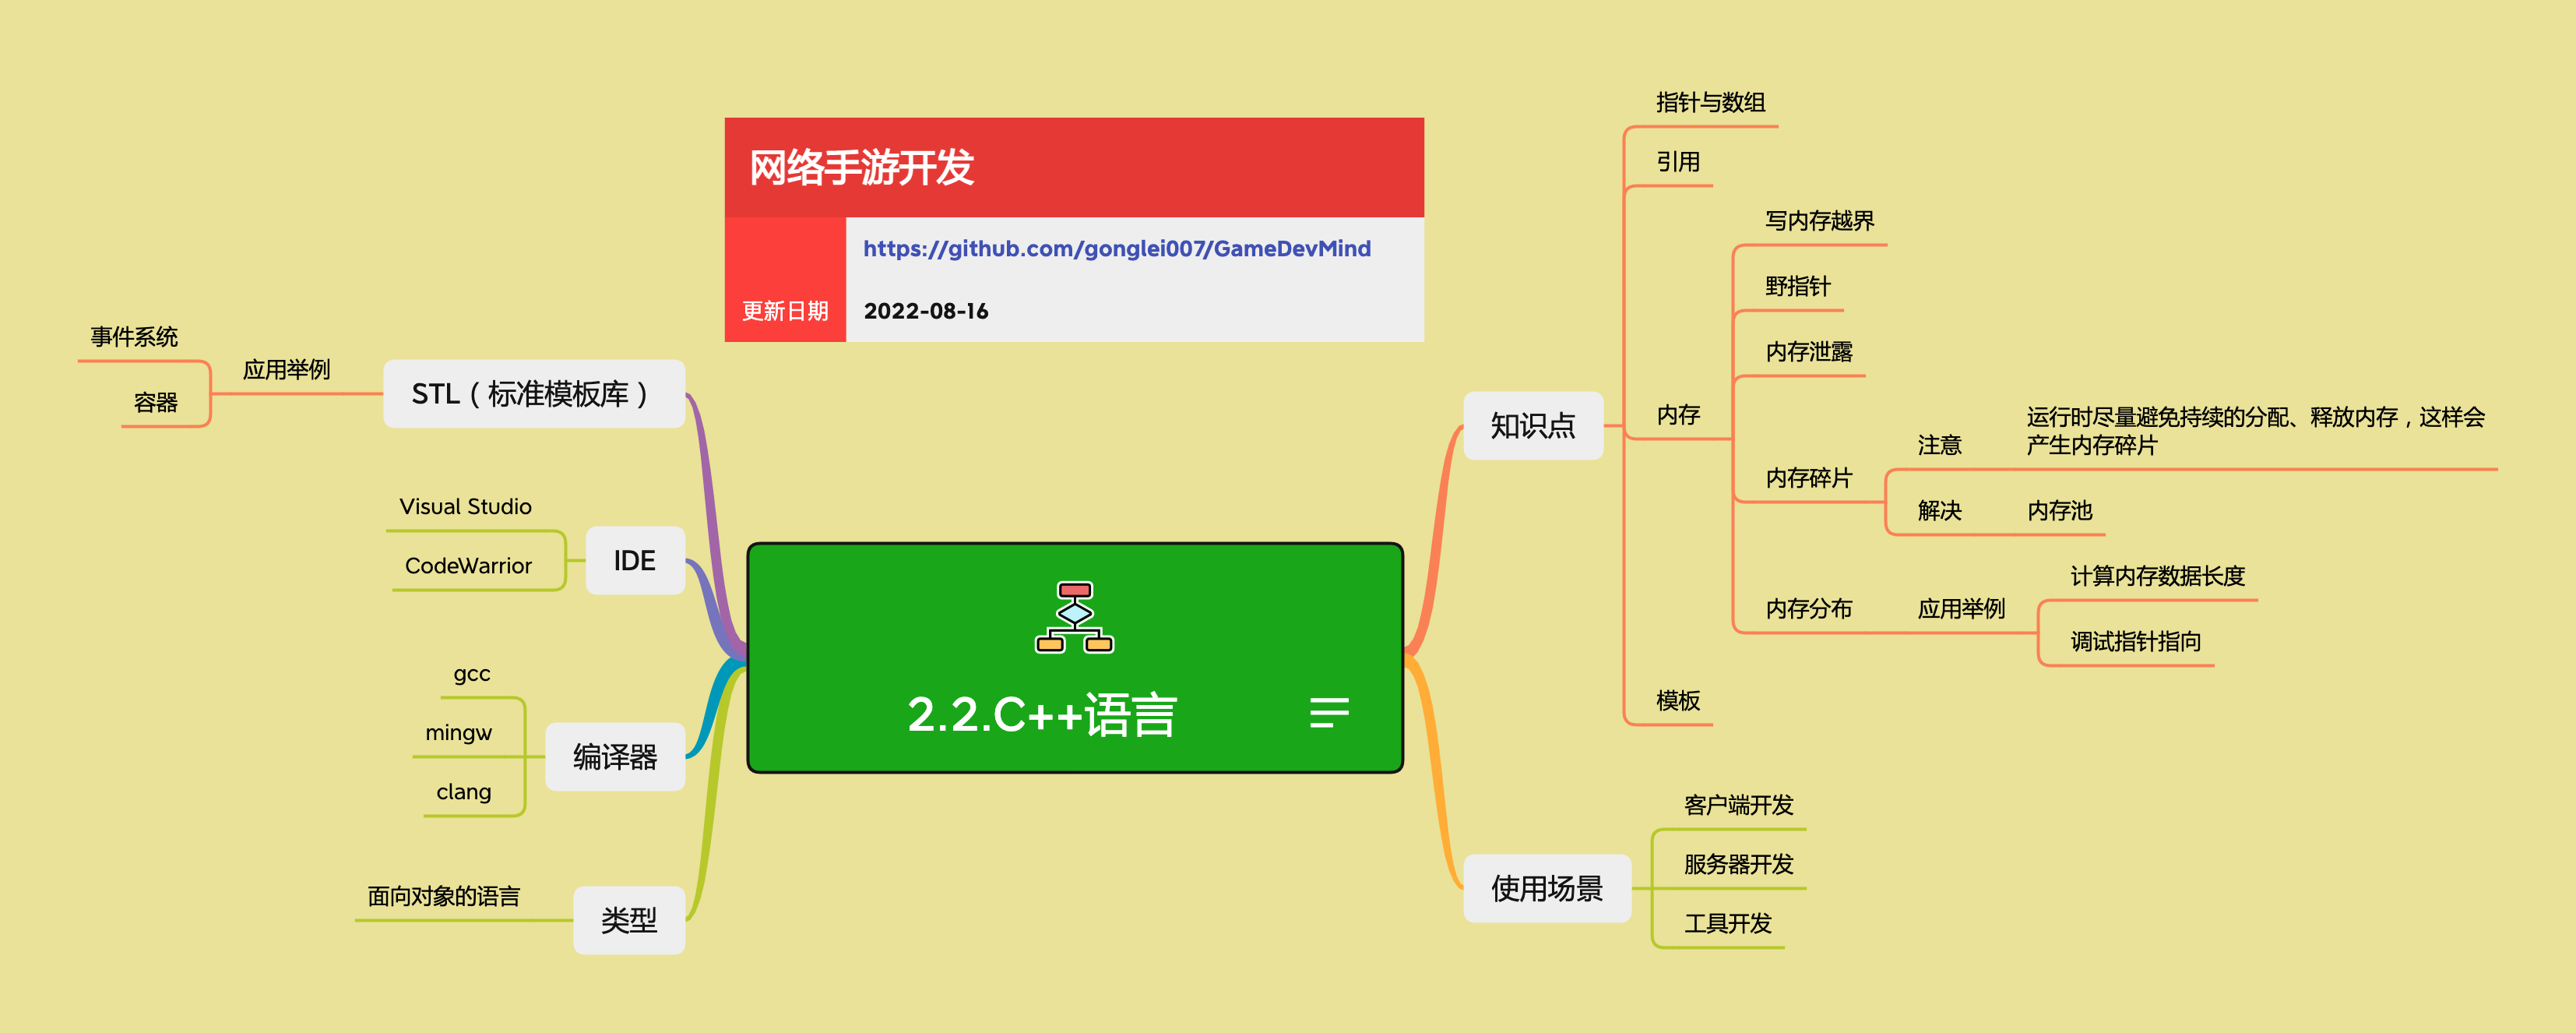 网络手游开发
https://github.com/gonglei007/GameDevMind
更新日期
2022-08-16
2.2.C++语言
知识点
指针与数组
引用
内存
写内存越界
野指针
内存泄露
内存碎片
注意
运行时尽量避免持续的分配、释放内存，这样会
产生内存碎片
解决
内存池
内存分布
应用举例
计算内存数据长度
调试指针指向
模板
使用场景
客户端开发
服务器开发
工具开发
STL（标准模板库）
应用举例
事件系统
容器
IDE
Visual Studio
CodeWarrior
编译器
gcc
mingw
clang
类型
面向对象的语言